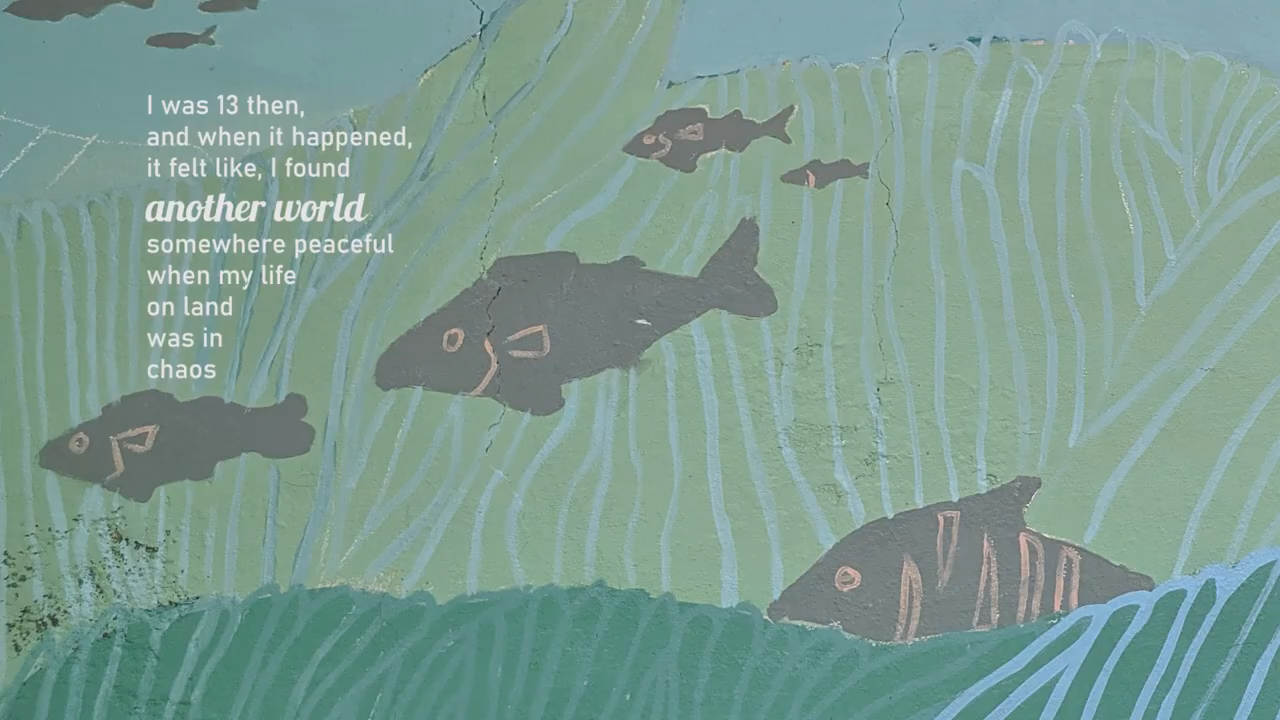 I was 13 then,
and when it happened,
it felt like, I found
another world
somewhere peaceful
when my life
on land
was in
chaos